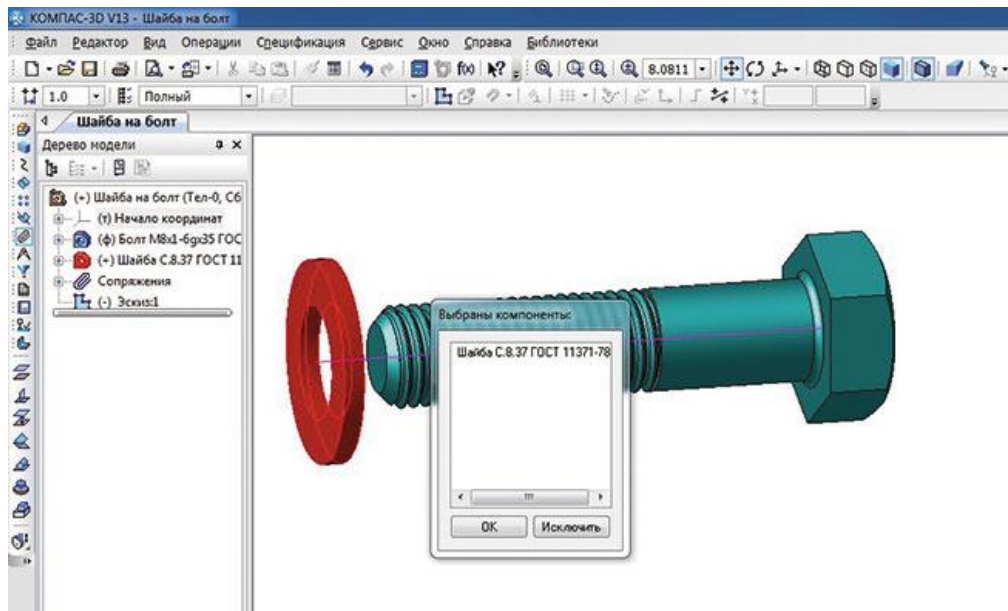 КОМПАС-3D V13 - Шайба на болт
Файл Редактор Вид Операции Спецификация Сервис Окно Справка Библиотеки
f(x) 8.0811
1.0 Полный
Шайба на болт
Дерево модели
(+) Шайба на болт (Тел-0, Сб
(т) Начало координат
(ф) Болт М8х1-6gх35 ГОС
(+) Шайба С.8.37 ГОСТ 11
Сопряжения
(-) Эскиз:1
Выбраны компоненты:
Шайба С.8.37 ГОСТ 11371-78
ОК Исключить